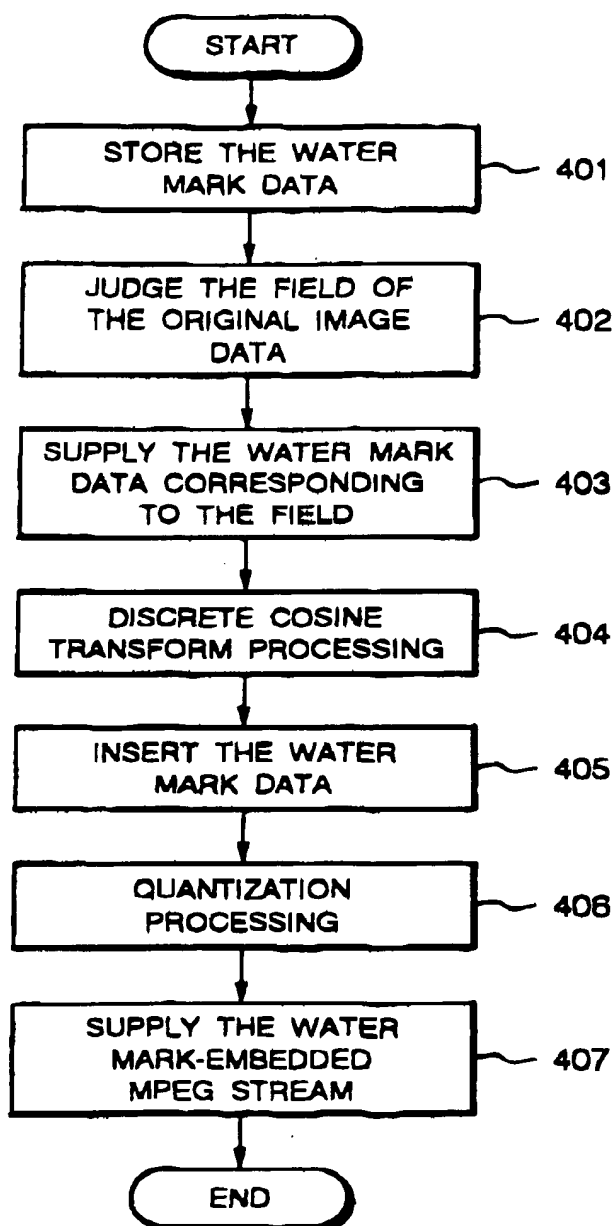 START
STORE THE WATER
MARK DATA
401
JUDGE THE FIELD OF
THE ORIGINAL IMAGE
DATA
402
SUPPLY THE WATER MARK
DATA CORRESPONDING
TO THE FIELD
403
DISCRETE COSINE
TRANSFORM PROCESSING
404
INSERT THE WATER
MARK DATA
405
QUANTIZATION
PROCESSING
406
SUPPLY THE WATER
MARK-EMBEDDED
MPEG STREAM
407
END